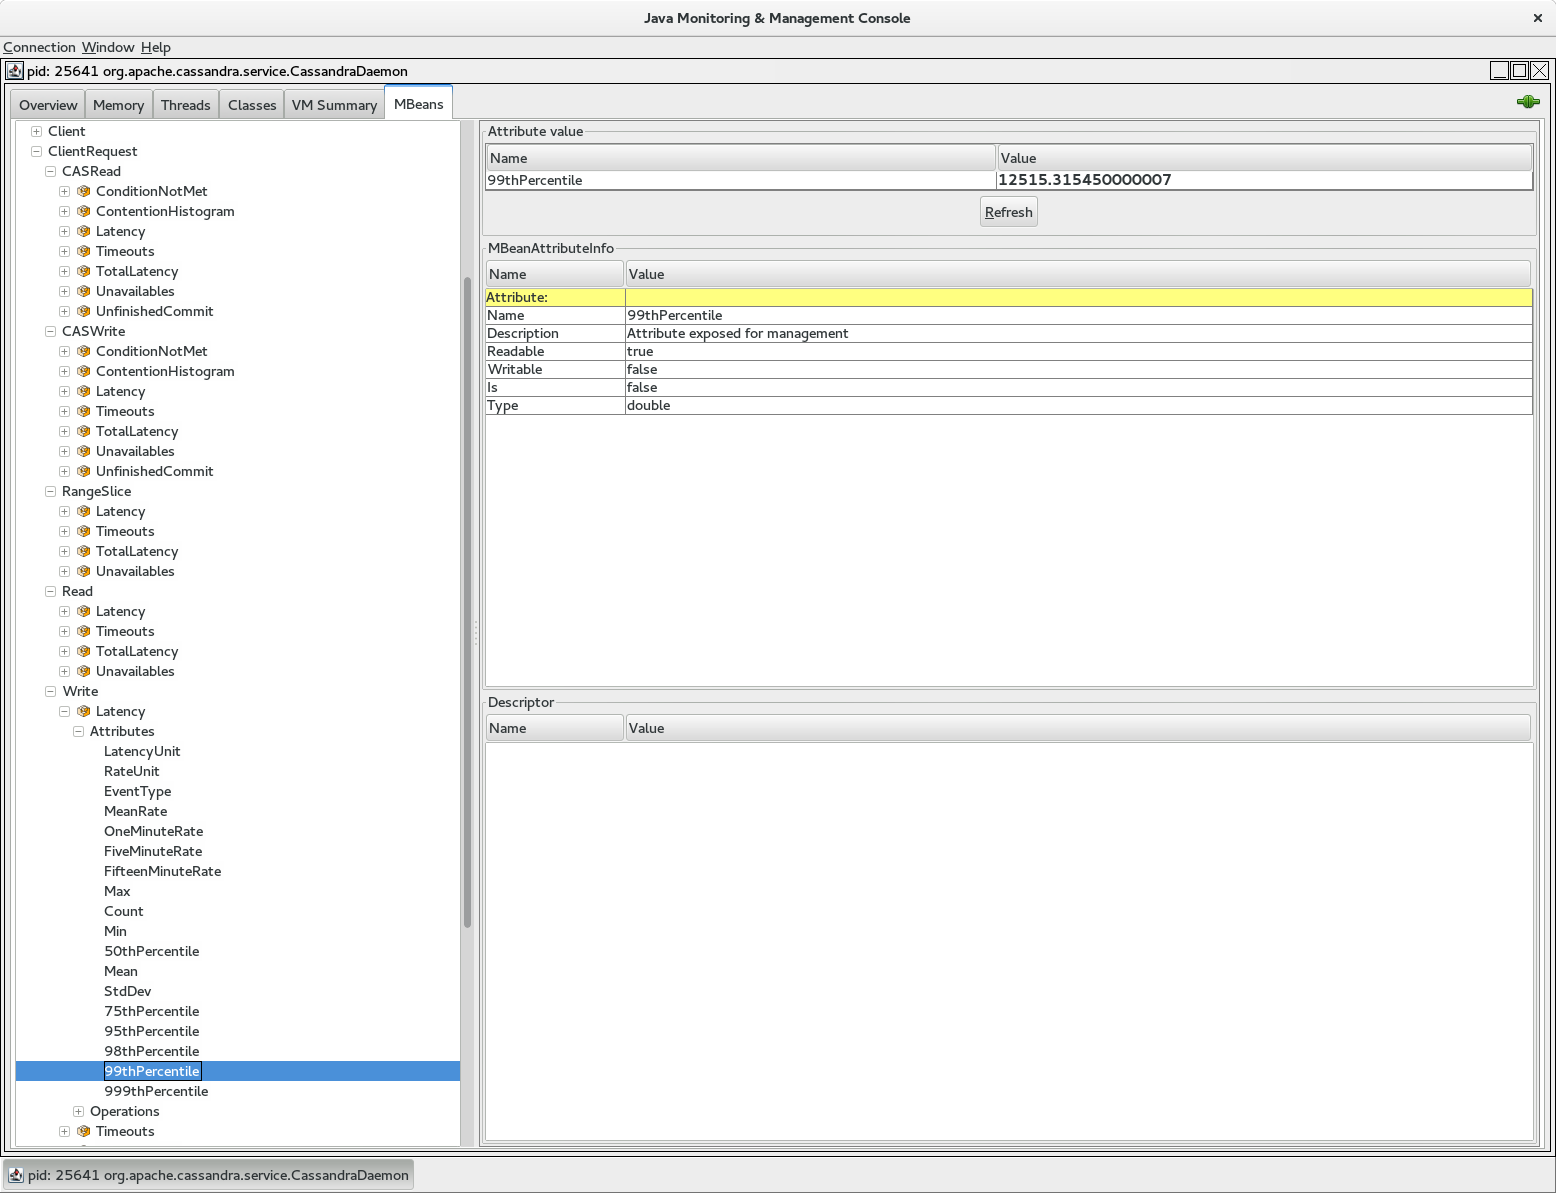 Java Monitoring & Management Console
Connection Window Help
pid: 25641 org.apache.cassandra.service.CassandraDaemon
Overview Memory Threads Classes VM Summary MBeans
Client
ClientRequest
CASRead
ConditionNotMet
ContentionHistogram
Latency
Timeouts
TotalLatency
Unavailables
UnfinishedCommit
CASWrite
ConditionNotMet
ContentionHistogram
Latency
Timeouts
TotalLatency
Unavailables
UnfinishedCommit
RangeSlice
Latency
Timeouts
TotalLatency
Unavailables
Read
Latency
Timeouts
TotalLatency
Unavailables
Write
Latency
Attributes
LatencyUnit
RateUnit
EventType
MeanRate
OneMinuteRate
FiveMinuteRate
FifteenMinuteRate
Max
Count
Min
50thPercentile
Mean
StdDev
75thPercentile
95thPercentile
98thPercentile
99thPercentile
999thPercentile
Operations
Timeouts
Attribute value
Name Value
99thPercentile 12515.315450000007
Refresh
MBeanAttributeInfo
Name Value
Attribute:
Name 99thPercentile
Description Attribute exposed for management
Readable true
Writable false
Is false
Type double
Descriptor
Name Value
pid: 25641 org.apache.cassandra.service.CassandraDaemon